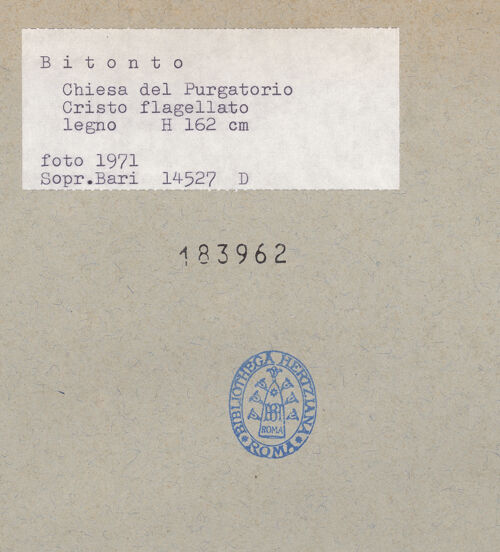 B i t o n t o
Chiesa del Purgatorio
Cristo flagellato
legno H 162 cm
foto 1971
Sopr.Bari 14527 D
183962
BIBLIOTHECA HERTZIANA
ROMA
* ROMA *